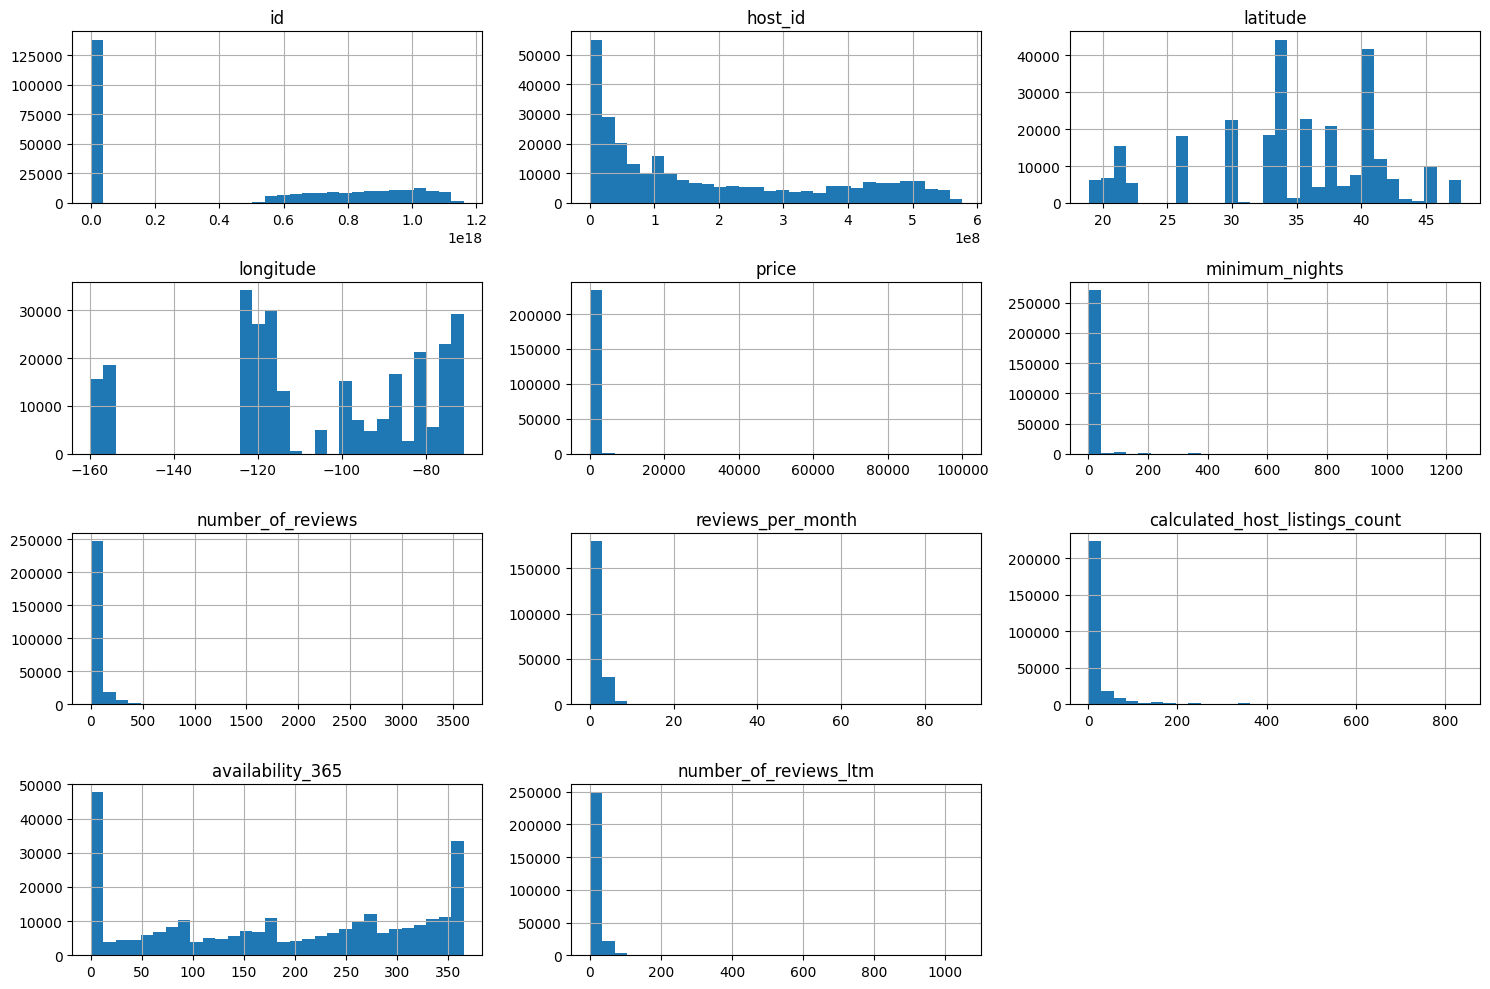 id
host_id
latitude
125000
100000
75000
50000
25000
0
0.0 0.2 0.4 0.6 0.8 1.0 1.2
1e18
50000
40000
30000
20000
10000
0
0 1 2 3 4 5 6
1e8
40000
30000
20000
10000
0
20 25 30 35 40 45
longitude
price
minimum_nights
30000
20000
10000
0
−160 −140 −120 −100 −80
200000
150000
100000
50000
0
0 20000 40000 60000 80000 100000
250000
200000
150000
100000
50000
0
0 200 400 600 800 1000 1200
number_of_reviews
reviews_per_month
calculated_host_listings_count
250000
200000
150000
100000
50000
0
0 500 1000 1500 2000 2500 3000 3500
150000
100000
50000
0
0 20 40 60 80
200000
150000
100000
50000
0
0 200 400 600 800
availability_365
number_of_reviews_ltm
50000
40000
30000
20000
10000
0
0 50 100 150 200 250 300 350
250000
200000
150000
100000
50000
0
0 200 400 600 800 1000